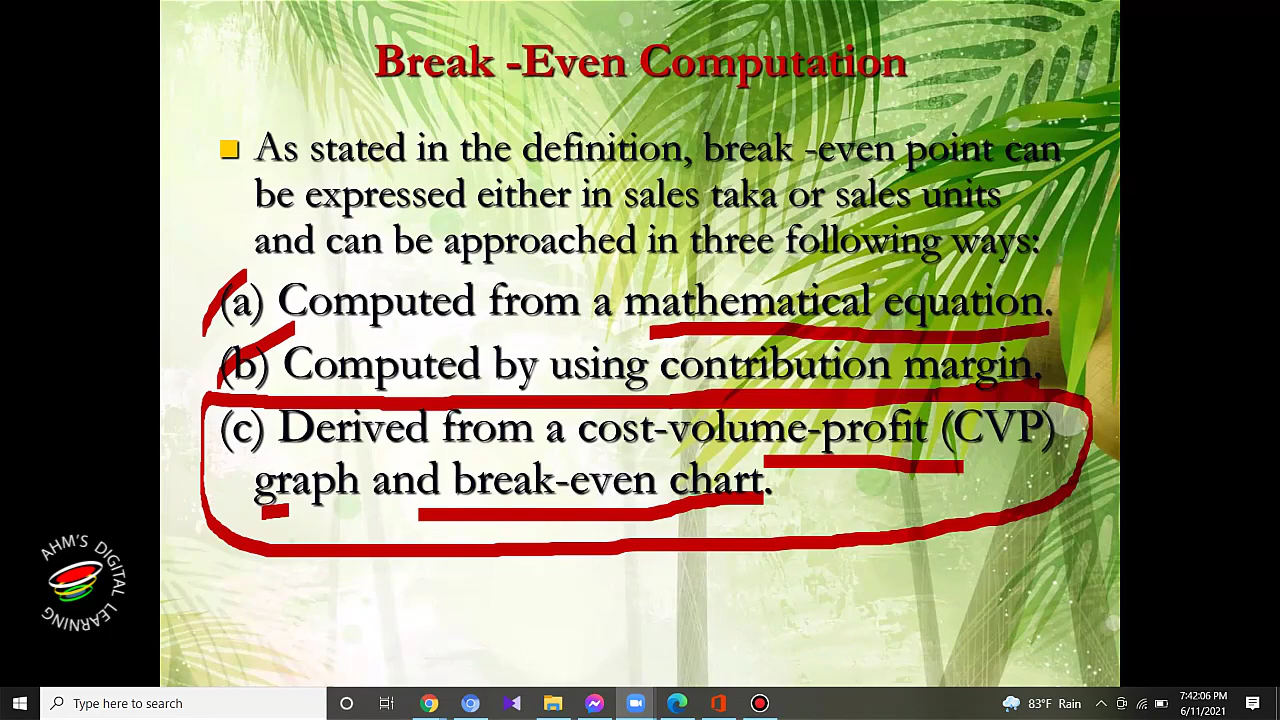 Break -Even Computation
As stated in the definition, break -even point can
be expressed either in sales taka or sales units
and can be approached in three following ways:
(a) Computed from a mathematical equation.
(b) Computed by using contribution margin.
(c) Derived from a cost-volume-profit (CVP)
graph and break-even chart.
AHM'S DIGITAL LEARNING
Type here to search
83°F Rain
7:42:06 PM
6/11/2021